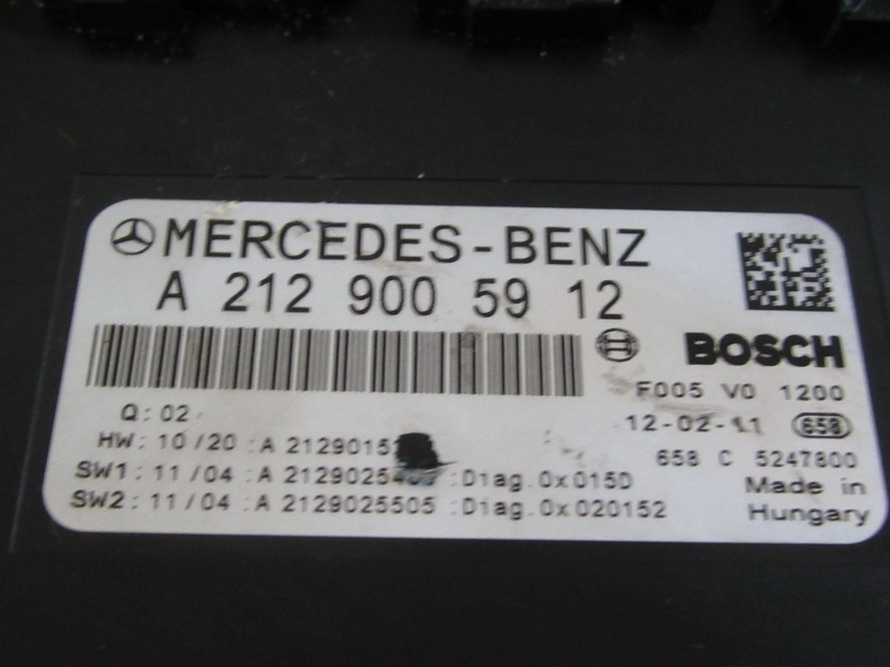 MERCEDES-BENZ
A 212 900 59 12
BOSCH
F005 V0 1200
Q: 02
12-02-11 658
HW: 10/20 :A
658 C 5247800
SW1: 11/04 :A :Diag.0x015D
Made in
SW2: 11/04 :A 2129025505 :Diag.0x020152
Hungary